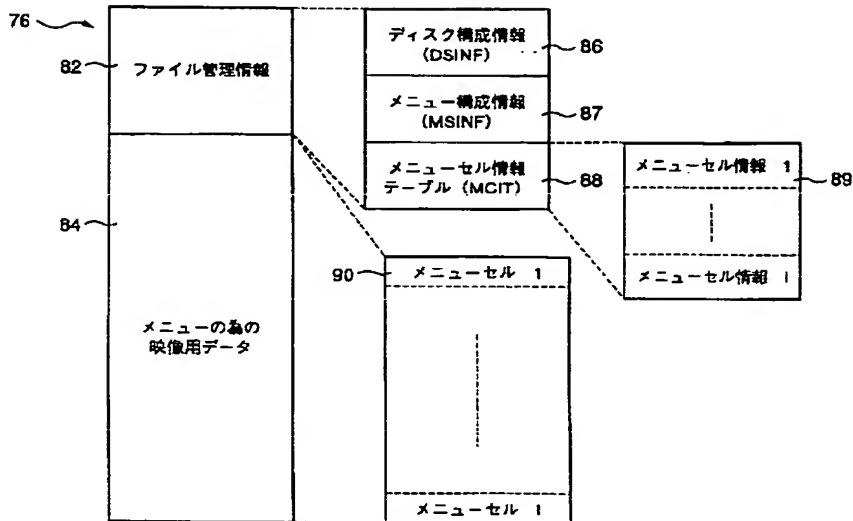 76
82
ファイル管理情報
84
メニューの為の
映像用データ
ディスク構成情報
(DSINF)
86
メニュー構成情報
(MSINF)
87
メニューセル情報
テーブル (MCIT)
88
メニューセル情報 1
89
メニューセル情報 i
90
メニューセル 1
メニューセル i